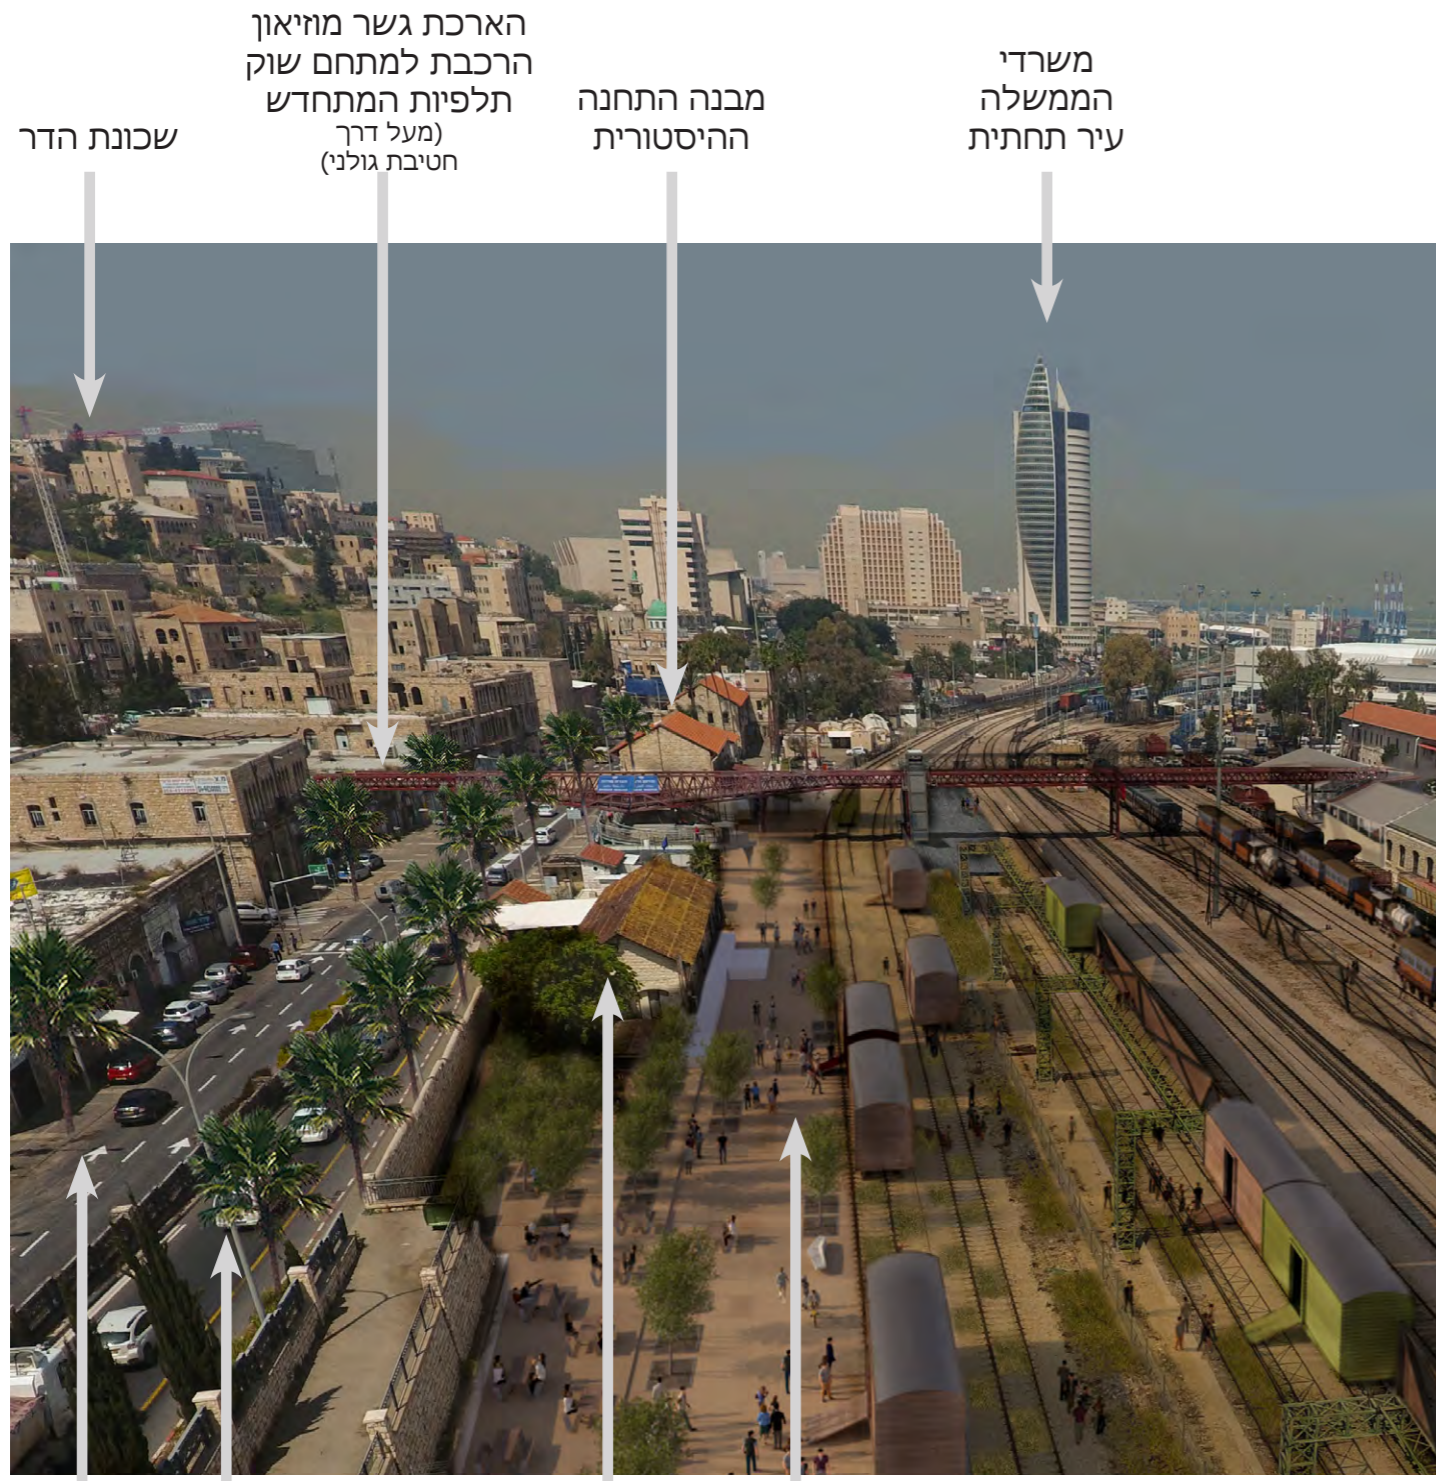 שכונת הדר
הארכת גשר מוזיאון
הרכבת למתחם שוק
תלפיות המתחדש
(מעל דרך
חטיבת גולני)
מבנה התחנה
ההיסטורית
משרדי
הממשלה
עיר תחתית